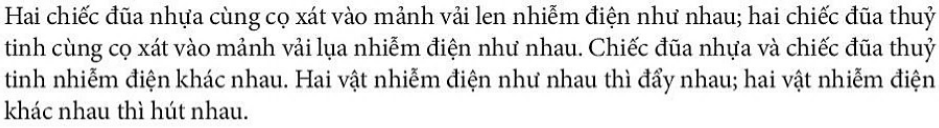 Hai chiếc đũa nhựa cùng cọ xát vào mảnh vải len nhiễm điện như nhau; hai chiếc đũa thuỷ
tinh cùng cọ xát vào mảnh vải lụa nhiễm điện như nhau. Chiếc đũa nhựa và chiếc đũa thuỷ
tinh nhiễm điện khác nhau. Hai vật nhiễm điện như nhau thì đẩy nhau; hai vật nhiễm điện
khác nhau thì hút nhau.